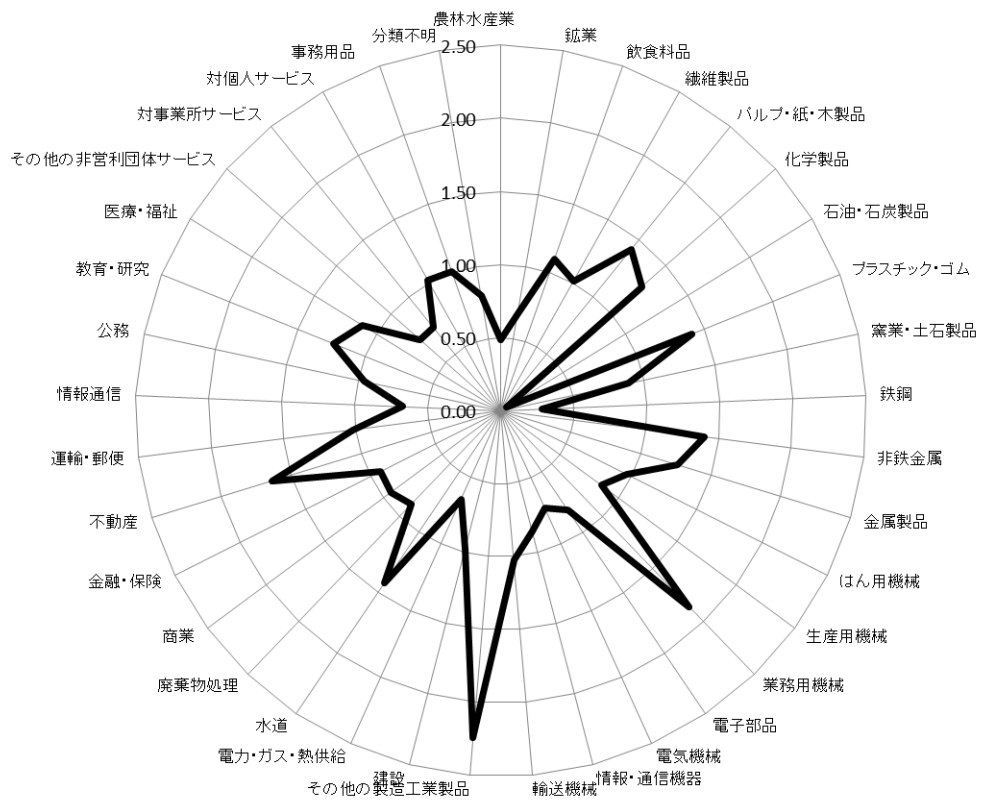 農林水産業
鉱業
飲食料品
繊維製品
パルプ・紙・木製品
化学製品
石油・石炭製品
プラスチック・ゴム
窯業・土石製品
鉄鋼
非鉄金属
金属製品
はん用機械
生産用機械
業務用機械
電子部品
電気機械
情報・通信機器
輸送機械
その他の製造工業製品
建設
電力・ガス・熱供給
水道
廃棄物処理
商業
金融・保険
不動産
運輸・郵便
情報通信
公務
教育・研究
医療・福祉
その他の非営利団体サービス
対事業所サービス
対個人サービス
事務用品
分類不明
2.50
2.00
1.50
1.00
0.50
0.00